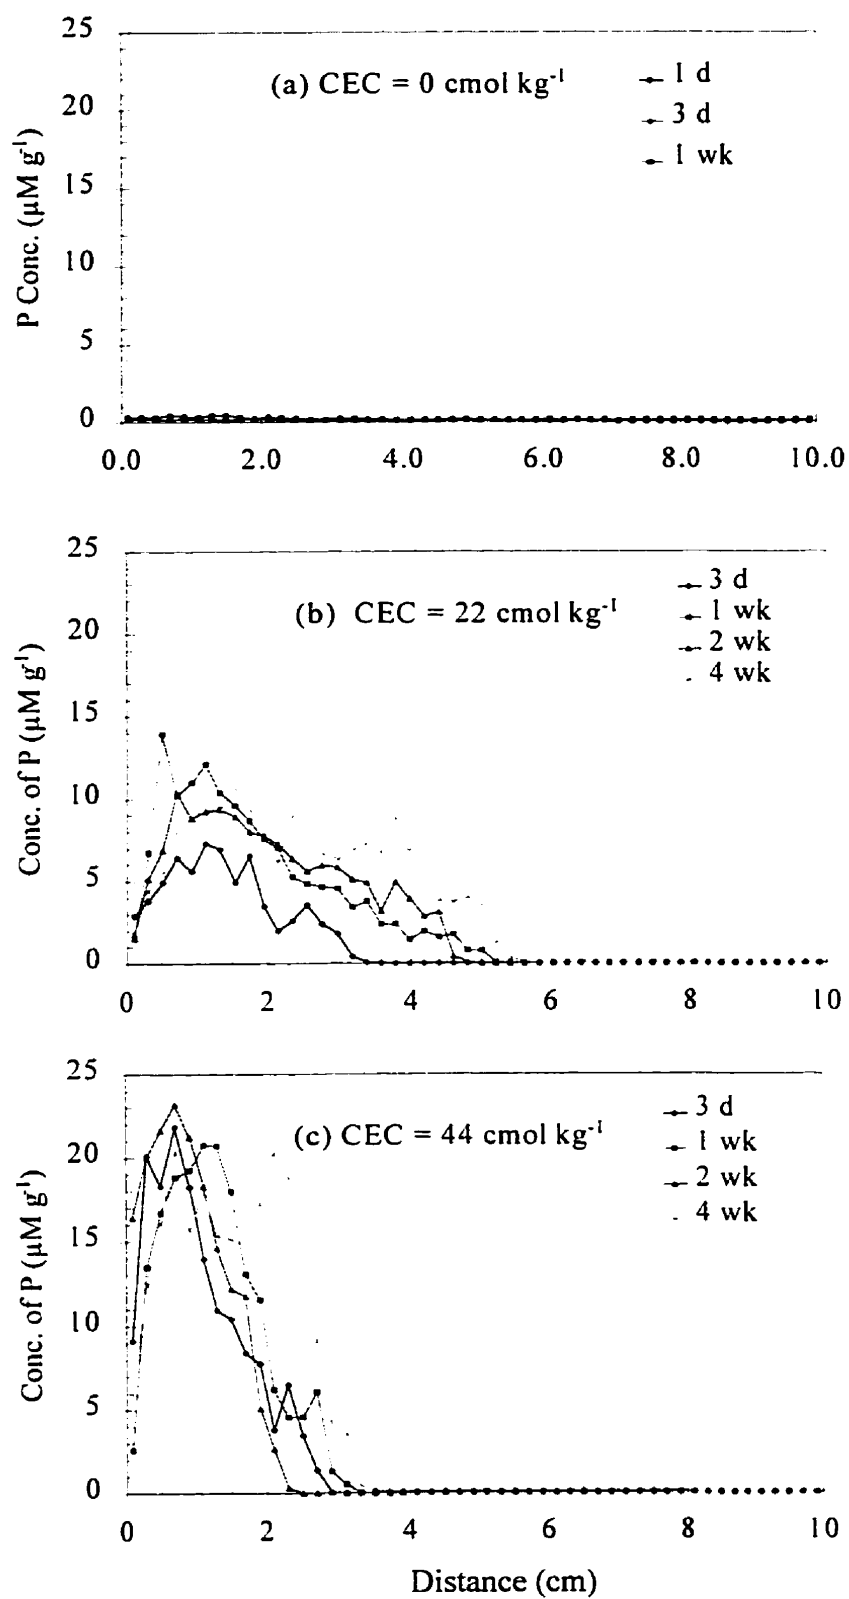 25
(a) CEC = 0 cmol kg⁻¹
1 d
20
3 d
1 wk
15
P Conc. (μM g⁻¹)
10
5
0
0.0 2.0 4.0 6.0 8.0 10.0
25
3 d
(b) CEC = 22 cmol kg⁻¹
1 wk
20
2 wk
4 wk
15
Conc. of P (μM g⁻¹)
10
5
0
0 2 4 6 8 10
25
3 d
(c) CEC = 44 cmol kg⁻¹
1 wk
20
2 wk
4 wk
15
Conc. of P (μM g⁻¹)
10
5
0
0 2 4 6 8 10
Distance (cm)